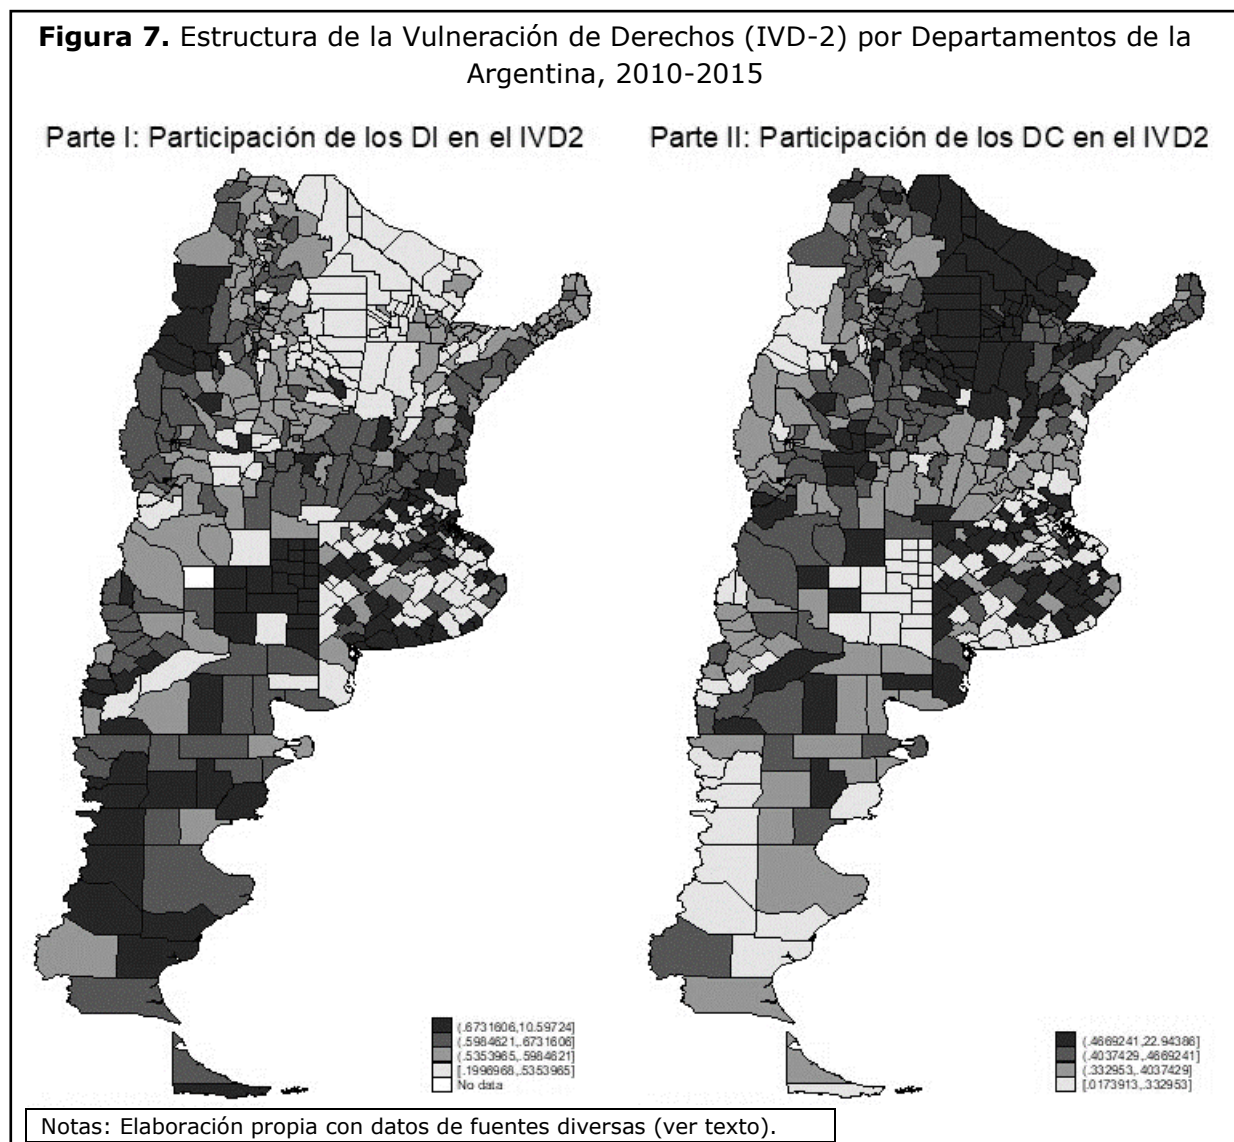 Figura 7. Estructura de la Vulneración de Derechos (IVD-2) por Departamentos de la
Argentina, 2010-2015
Parte I: Participación de los DI en el IVD2
Parte II: Participación de los DC en el IVD2
(.6731606,10.59724]
(.5984621,.6731606]
(.5353965,.5984621]
[.1996968,.5353965]
No data
(.4669241,22.94386]
(.4037429,.4669241]
(.332953,.4037429]
[.0173913,.332953]
Notas: Elaboración propia con datos de fuentes diversas (ver texto).